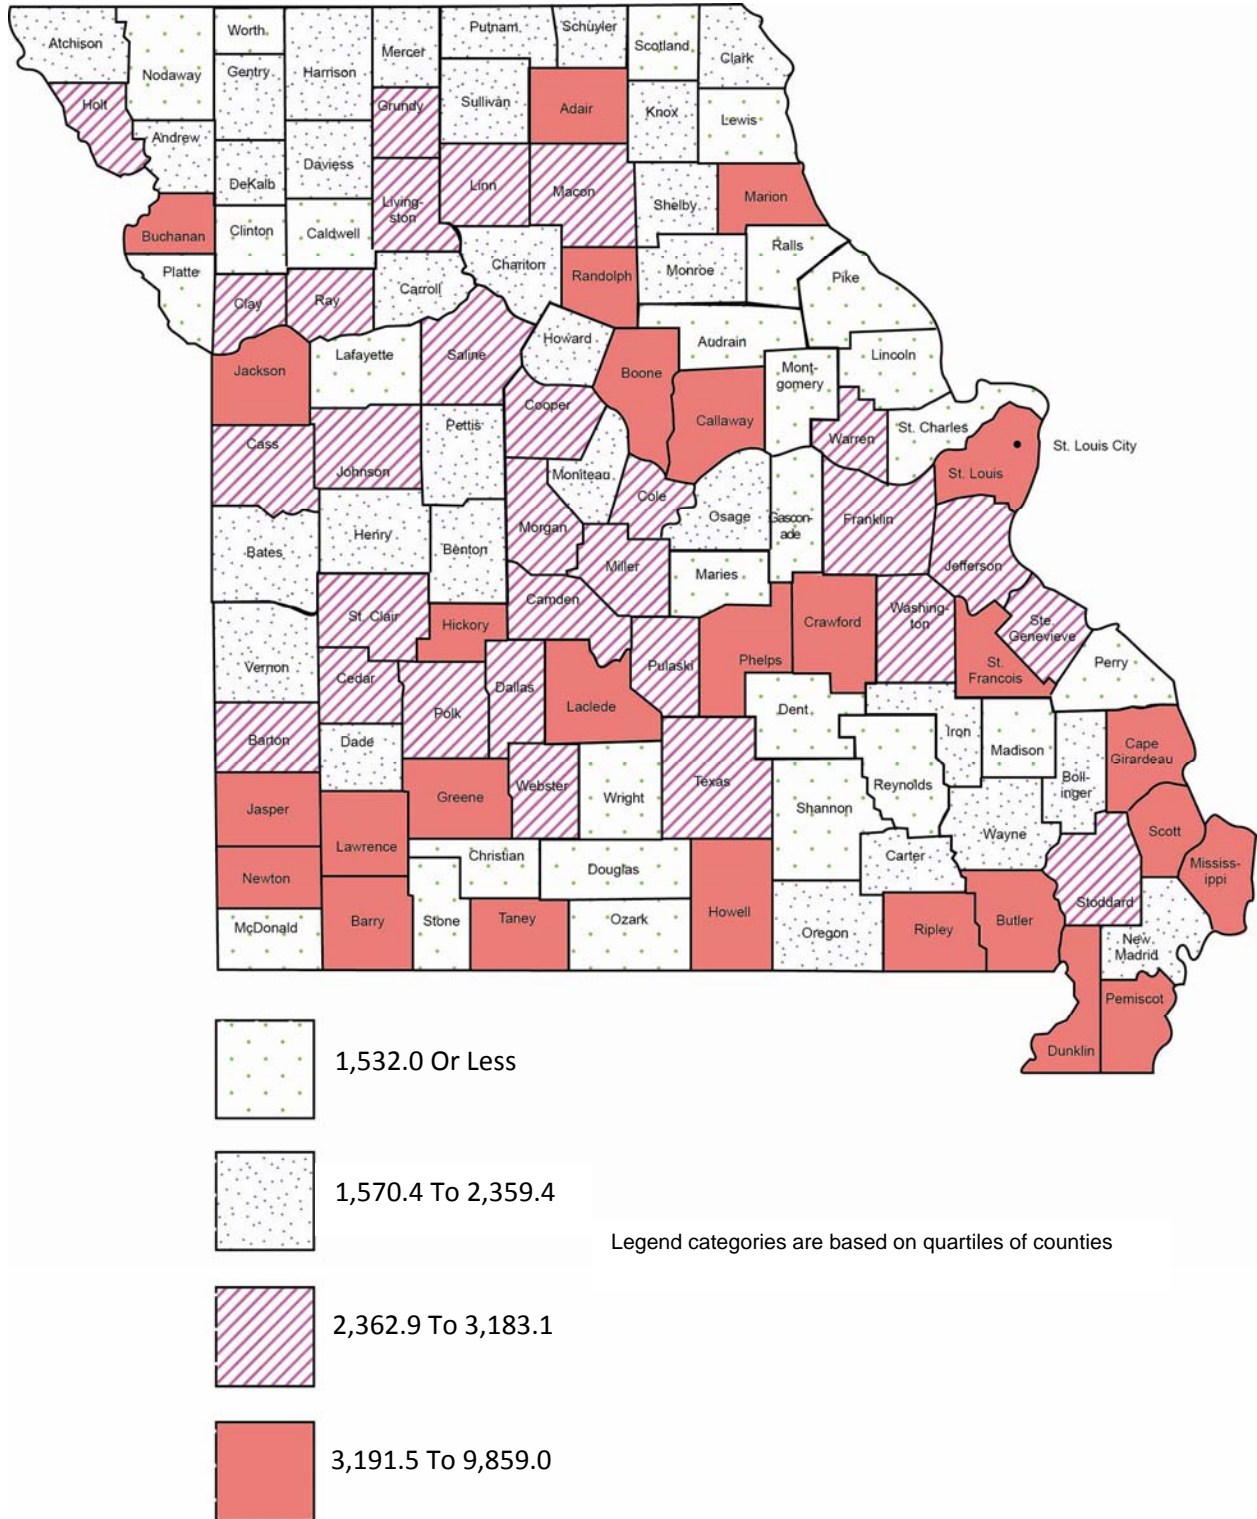 Atchison
Nodaway
Worth
Gentry
Harrison
Mercer
Putnam
Schuyler
Scotland
Clark
Holt
Andrew
DeKalb
Daviess
Grundy
Sullivan
Adair
Knox
Lewis
Living-
ston
Linn
Macon
Shelby
Marion
Buchanan
Clinton
Caldwell
Platte
Clay
Ray
Carroll
Chariton
Randolph
Monroe
Ralls
Pike
Jackson
Lafayette
Saline
Howard
Boone
Audrain
Callaway
Mont-
gomery
Lincoln
Warren
St. Charles
St. Louis City
St. Louis
Cass
Johnson
Pettis
Cooper
Moniteau
Cole
Osage
Gascon-
ade
Franklin
Jefferson
Bates
Henry
Benton
Morgan
Miller
Maries
Camden
St. Clair
Hickory
Pulaski
Phelps
Crawford
Washing-
ton
St.
Francois
Ste.
Genevieve
Perry
Vernon
Cedar
Polk
Dallas
Laclede
Dent
Iron
Madison
Boll-
inger
Cape
Girardeau
Barton
Dade
Greene
Webster
Wright
Texas
Shannon
Reynolds
Wayne
Scott
Mississ-
ippi
Jasper
Lawrence
Christian
Douglas
Carter
Stoddard
Newton
McDonald
Barry
Stone
Taney
Ozark
Howell
Oregon
Ripley
Butler
New
Madrid
Pemiscot
Dunklin
1,532.0 Or Less
1,570.4 To 2,359.4
Legend categories are based on quartiles of counties
2,362.9 To 3,183.1
3,191.5 To 9,859.0